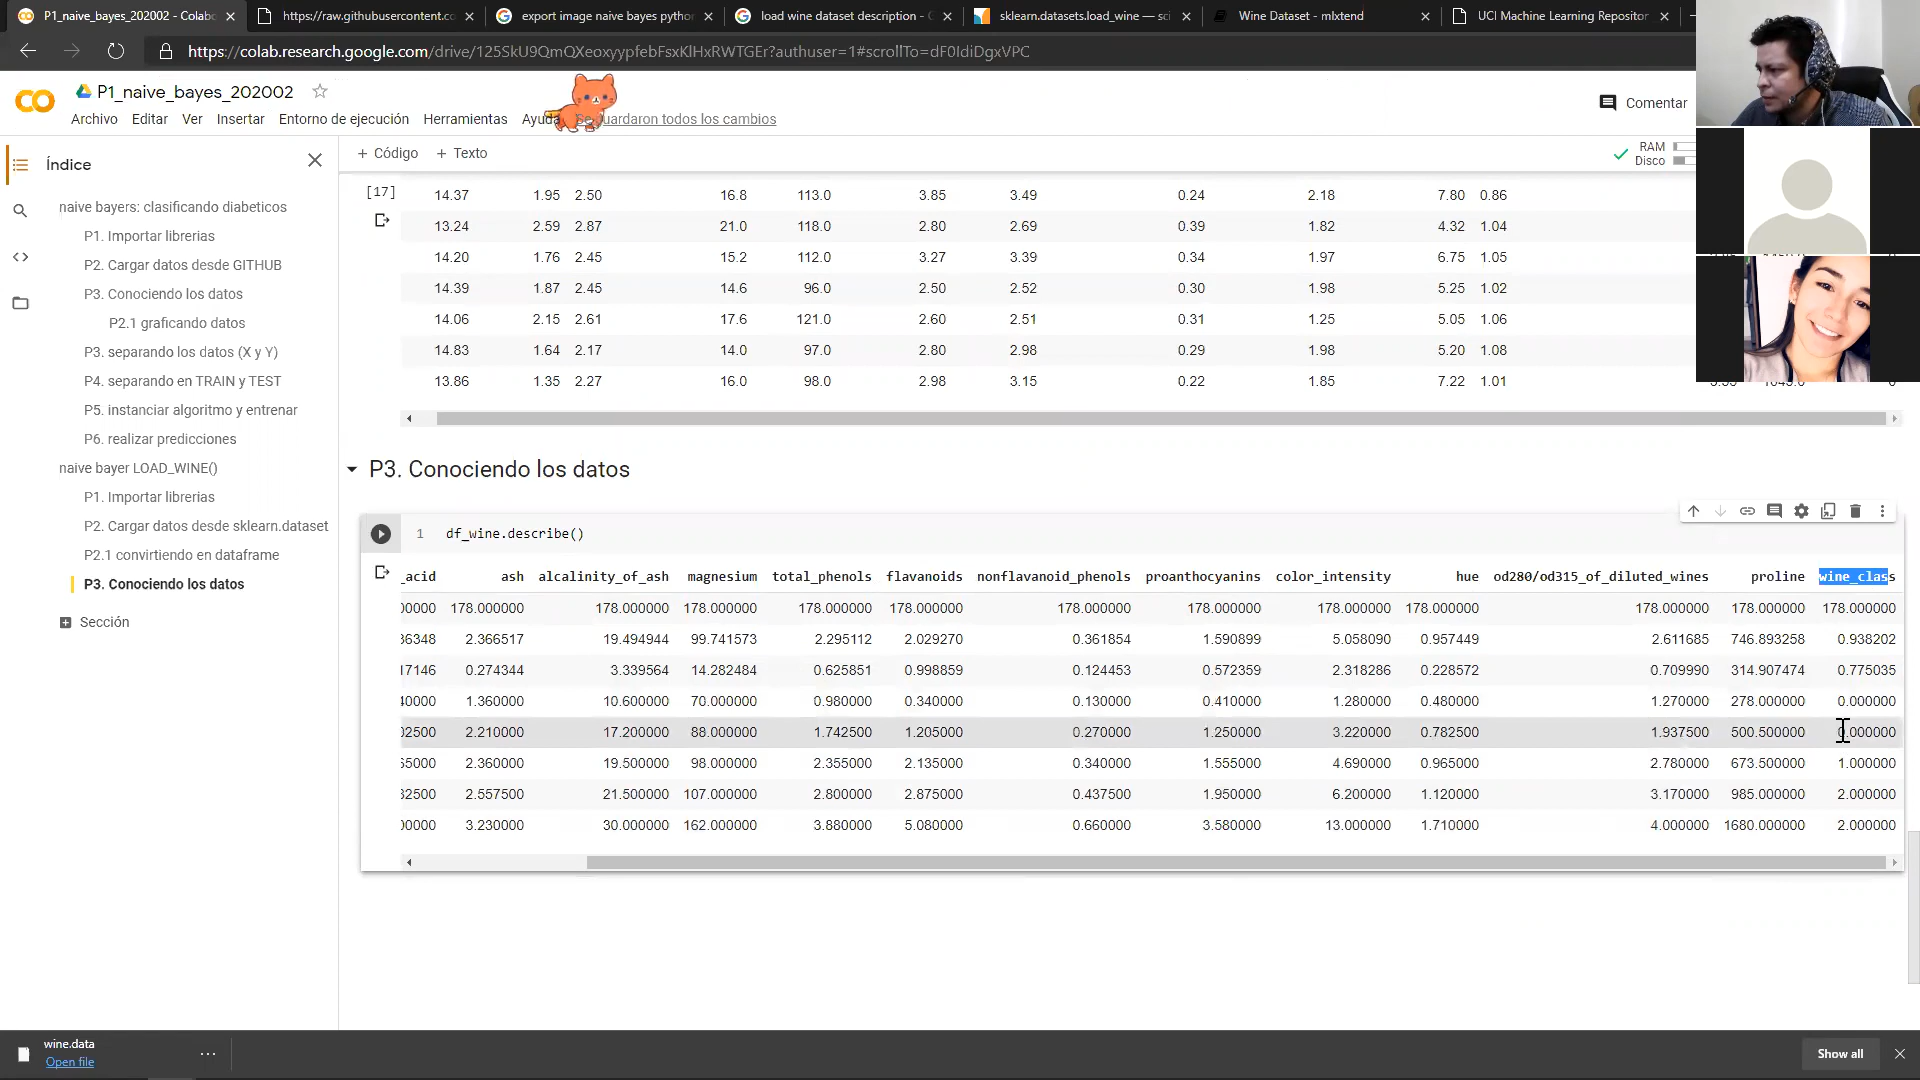 P1_naive_bayes_202002 - Colab
https://raw.githubusercontent.co
export image naive bayes python
load wine dataset description - G
sklearn.datasets.load_wine — sci
Wine Dataset - mlxtend
UCI Machine Learning Repositor
https://colab.research.google.com/drive/125SkU9QmQXeoxyypfebFsxKlHxRWTGEr?authuser=1#scrollTo=dF0IdiDgxVPC
P1_naive_bayes_202002
Archivo Editar Ver Insertar Entorno de ejecución Herramientas Ayuda guardaron todos los cambios
Comentar
Índice
+ Código + Texto
RAM
Disco
naive bayers: clasificando diabeticos
P1. Importar librerias
P2. Cargar datos desde GITHUB
P3. Conociendo los datos
P2.1 graficando datos
P3. separando los datos (X y Y)
P4. separando en TRAIN y TEST
P5. instanciar algoritmo y entrenar
P6. realizar predicciones
naive bayer LOAD_WINE()
P1. Importar librerias
P2. Cargar datos desde sklearn.dataset
P2.1 convirtiendo en dataframe
P3. Conociendo los datos
Sección
[17] 14.37 1.95 2.50 16.8 113.0 3.85 3.49 0.24 2.18 7.80 0.86
13.24 2.59 2.87 21.0 118.0 2.80 2.69 0.39 1.82 4.32 1.04
14.20 1.76 2.45 15.2 112.0 3.27 3.39 0.34 1.97 6.75 1.05
14.39 1.87 2.45 14.6 96.0 2.50 2.52 0.30 1.98 5.25 1.02
14.06 2.15 2.61 17.6 121.0 2.60 2.51 0.31 1.25 5.05 1.06
14.83 1.64 2.17 14.0 97.0 2.80 2.98 0.29 1.98 5.20 1.08
13.86 1.35 2.27 16.0 98.0 2.98 3.15 0.22 1.85 7.22 1.01
P3. Conociendo los datos
1 df_wine.describe()
_acid ash alcalinity_of_ash magnesium total_phenols flavanoids nonflavanoid_phenols proanthocyanins color_intensity hue od280/od315_of_diluted_wines proline wine_class
00000 178.000000 178.000000 178.000000 178.000000 178.000000 178.000000 178.000000 178.000000 178.000000 178.000000 178.000000 178.000000
36348 2.366517 19.494944 99.741573 2.295112 2.029270 0.361854 1.590899 5.058090 0.957449 2.611685 746.893258 0.938202
17146 0.274344 3.339564 14.282484 0.625851 0.998859 0.124453 0.572359 2.318286 0.228572 0.709990 314.907474 0.775035
40000 1.360000 10.600000 70.000000 0.980000 0.340000 0.130000 0.410000 1.280000 0.480000 1.270000 278.000000 0.000000
02500 2.210000 17.200000 88.000000 1.742500 1.205000 0.270000 1.250000 3.220000 0.782500 1.937500 500.500000 0.000000
65000 2.360000 19.500000 98.000000 2.355000 2.135000 0.340000 1.555000 4.690000 0.965000 2.780000 673.500000 1.000000
82500 2.557500 21.500000 107.000000 2.800000 2.875000 0.437500 1.950000 6.200000 1.120000 3.170000 985.000000 2.000000
00000 3.230000 30.000000 162.000000 3.880000 5.080000 0.660000 3.580000 13.000000 1.710000 4.000000 1680.000000 2.000000
wine.data
Open file
Show all